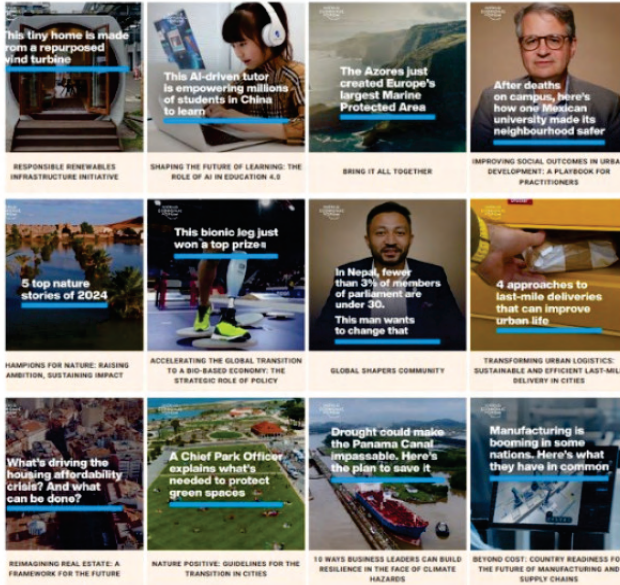 This tiny home is made
from a repurposed
wind turbine
RESPONSIBLE RENEWABLES
INFRASTRUCTURE INITIATIVE
This AI-driven tutor
is empowering millions
of students in China
to learn
SHAPING THE FUTURE OF LEARNING: THE
ROLE OF AI IN EDUCATION 4.0
The Azores just
created Europe's
largest Marine
Protected Area
BRING IT ALL TOGETHER
After deaths
on campus, here's
how one Mexican
university made its
neighbourhood safer
IMPROVING SOCIAL OUTCOMES IN URBA
DEVELOPMENT: A PLAYBOOK FOR
PRACTITIONERS
5 top nature
stories of 2024
HAMPIONS FOR NATURE: RAISING
AMBITION, SUSTAINING IMPACT
This bionic leg just
won a top prize
ACCELERATING THE GLOBAL TRANSITION
TO A BIO-BASED ECONOMY: THE
STRATEGIC ROLE OF POLICY
In Nepal, fewer
than 3% of members
of parliament are
under 30.
This man wants
to change that
GLOBAL SHAPERS COMMUNITY
4 approaches to
last-mile deliveries
that can improve
urban life
TRANSFORMING URBAN LOGISTICS:
SUSTAINABLE AND EFFICIENT LAST-MIL
DELIVERY IN CITIES
What's driving the
housing affordability
crisis? And what
can be done?
REIMAGINING REAL ESTATE: A
FRAMEWORK FOR THE FUTURE
A Chief Park Officer
explains what's
needed to protect
green spaces
NATURE POSITIVE: GUIDELINES FOR THE
TRANSITION IN CITIES
Drought could make
the Panama Canal
impassable. Here's
the plan to save it
10 WAYS BUSINESS LEADERS CAN BUILD
RESILIENCE IN THE FACE OF CLIMATE
HAZARDS
Manufacturing is
booming in some
nations. Here's what
they have in common
BEYOND COST: COUNTRY READINESS FO
THE FUTURE OF MANUFACTURING AND
SUPPLY CHAINS